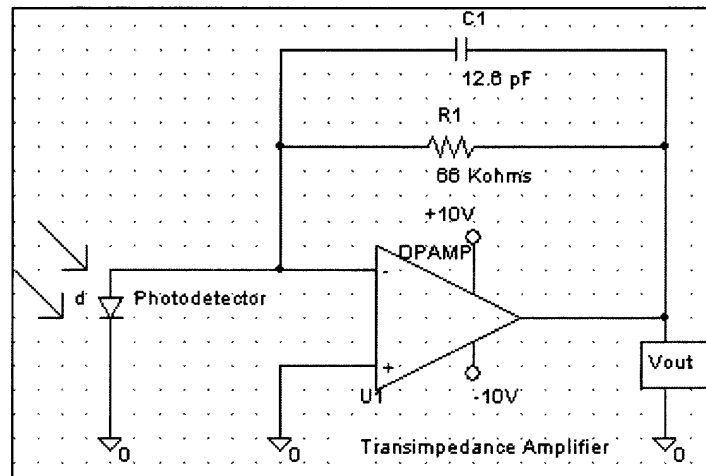 C1
12.6 pF
R1
66 Kohms
+10V
OPAMP
-
d
Photodetector
+
U1
-10V
Vout
0
0
0
Transimpedance Amplifier